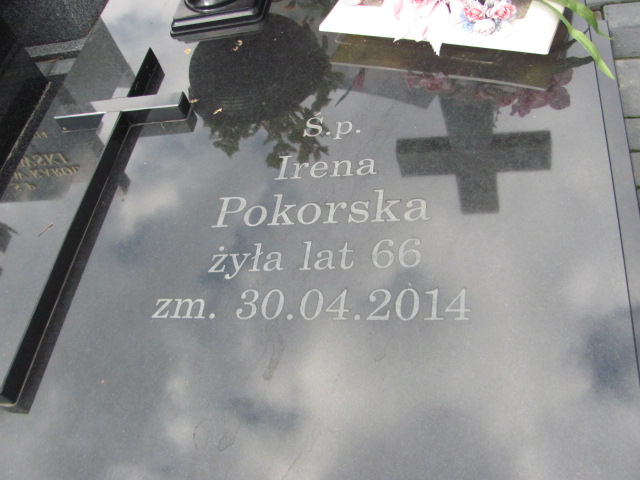 Ś.p.
Irena
Pokorska
żyła lat 66
zm. 30.04.2014